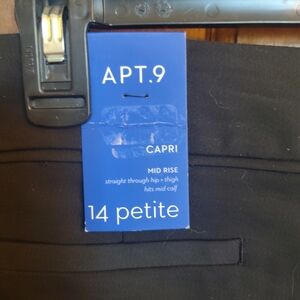 APT.9
CAPRI
MID RISE
straight through hip + thigh
hits mid calf
14 petite